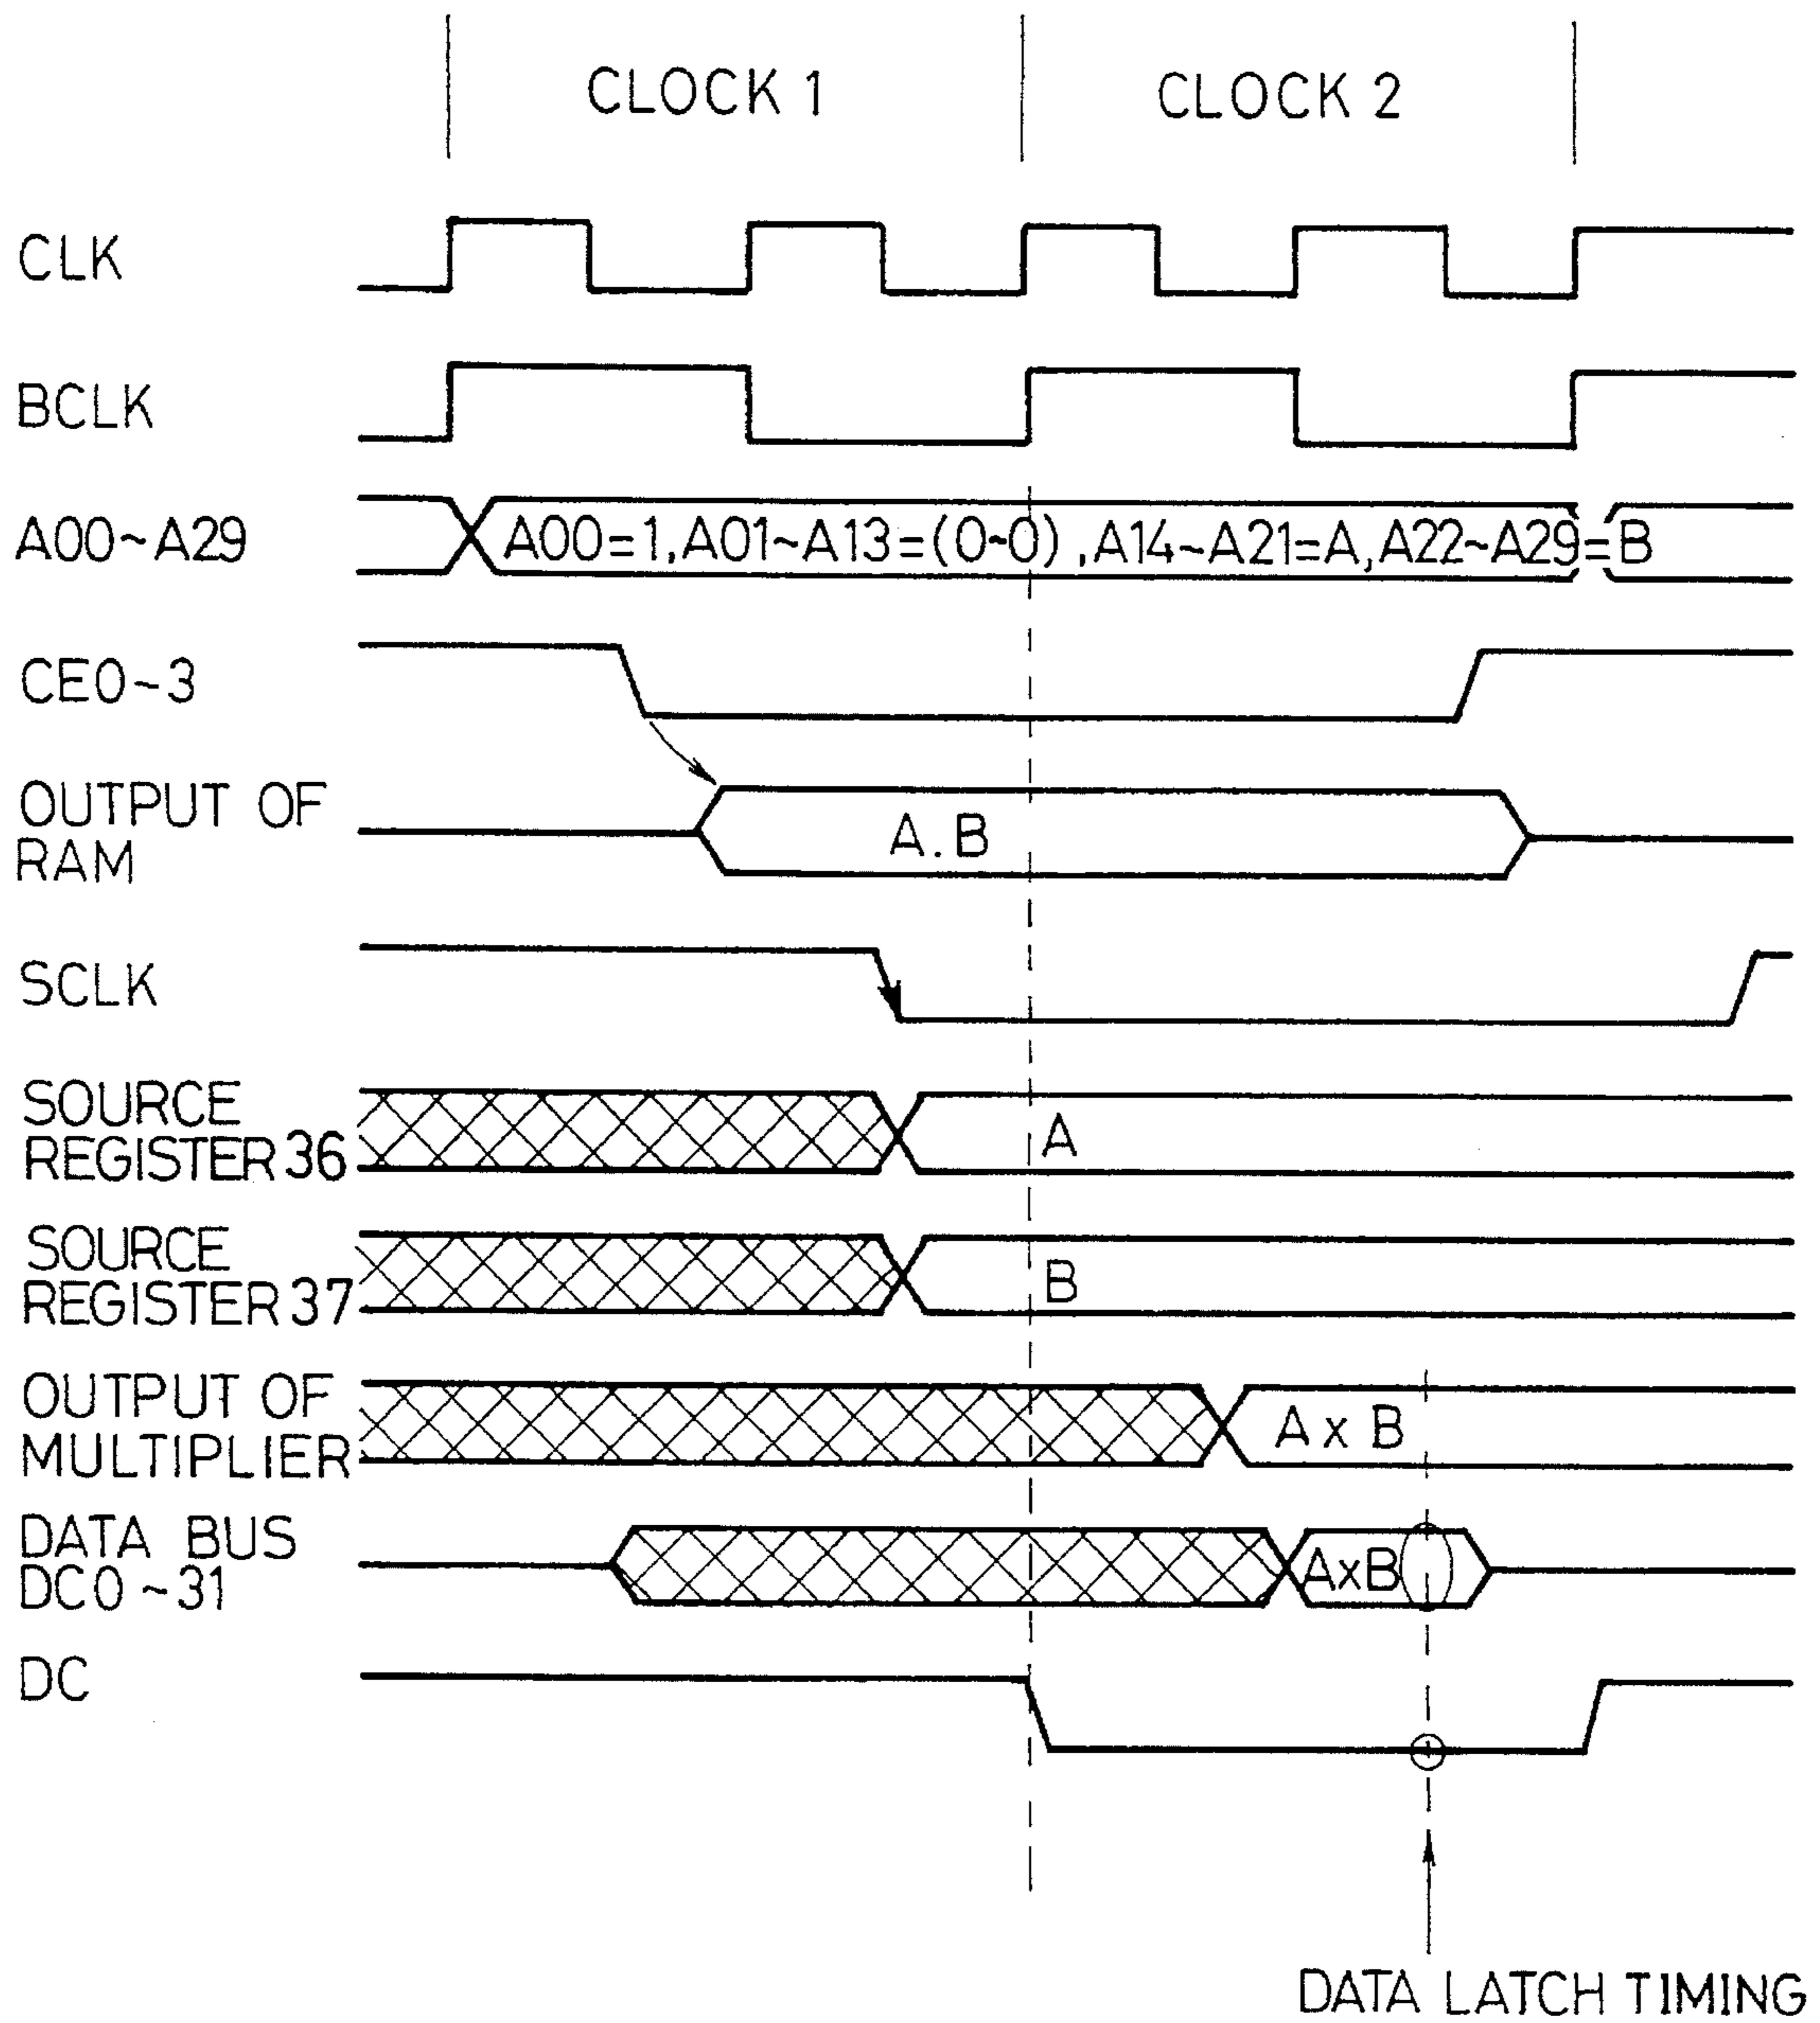 CLOCK 1
CLOCK 2
CLK
BCLK
A00~A29
A00=1,A01~A13=(0~0),A14~A21=A,A22~A29=B
CE0~3
OUTPUT OF
RAM
A.B
SCLK
SOURCE
REGISTER 36
A
SOURCE
REGISTER 37
B
OUTPUT OF
MULTIPLIER
A x B
DATA BUS
DC0~31
AxB
DC
DATA LATCH TIMING